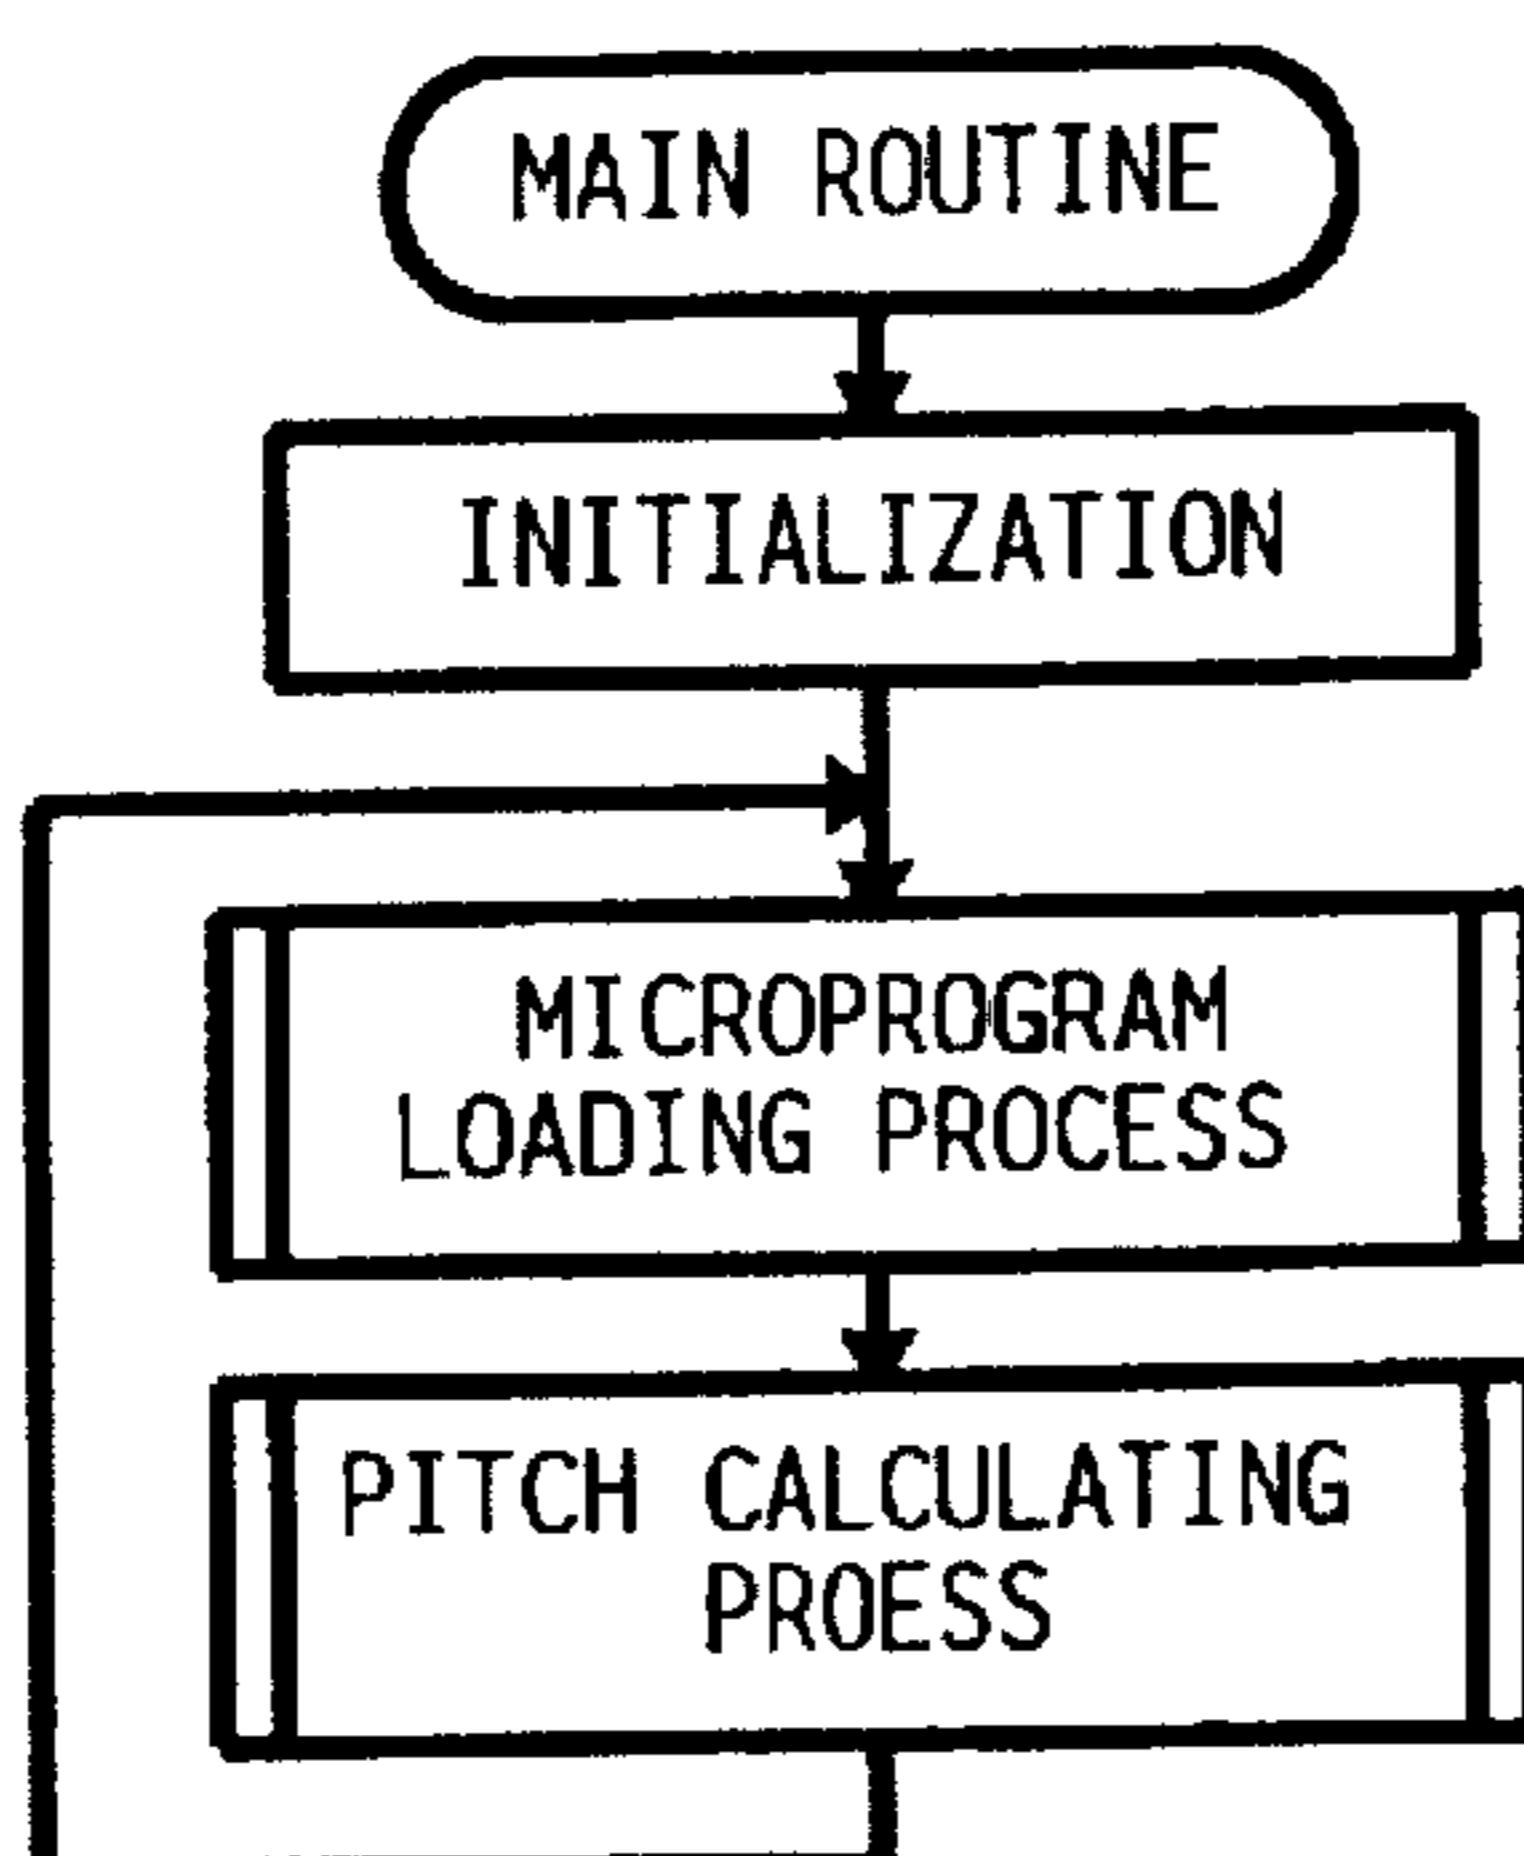 MAIN ROUTINE
INITIALIZATION
MICROPROGRAM
LOADING PROCESS
PITCH CALCULATING
PROESS